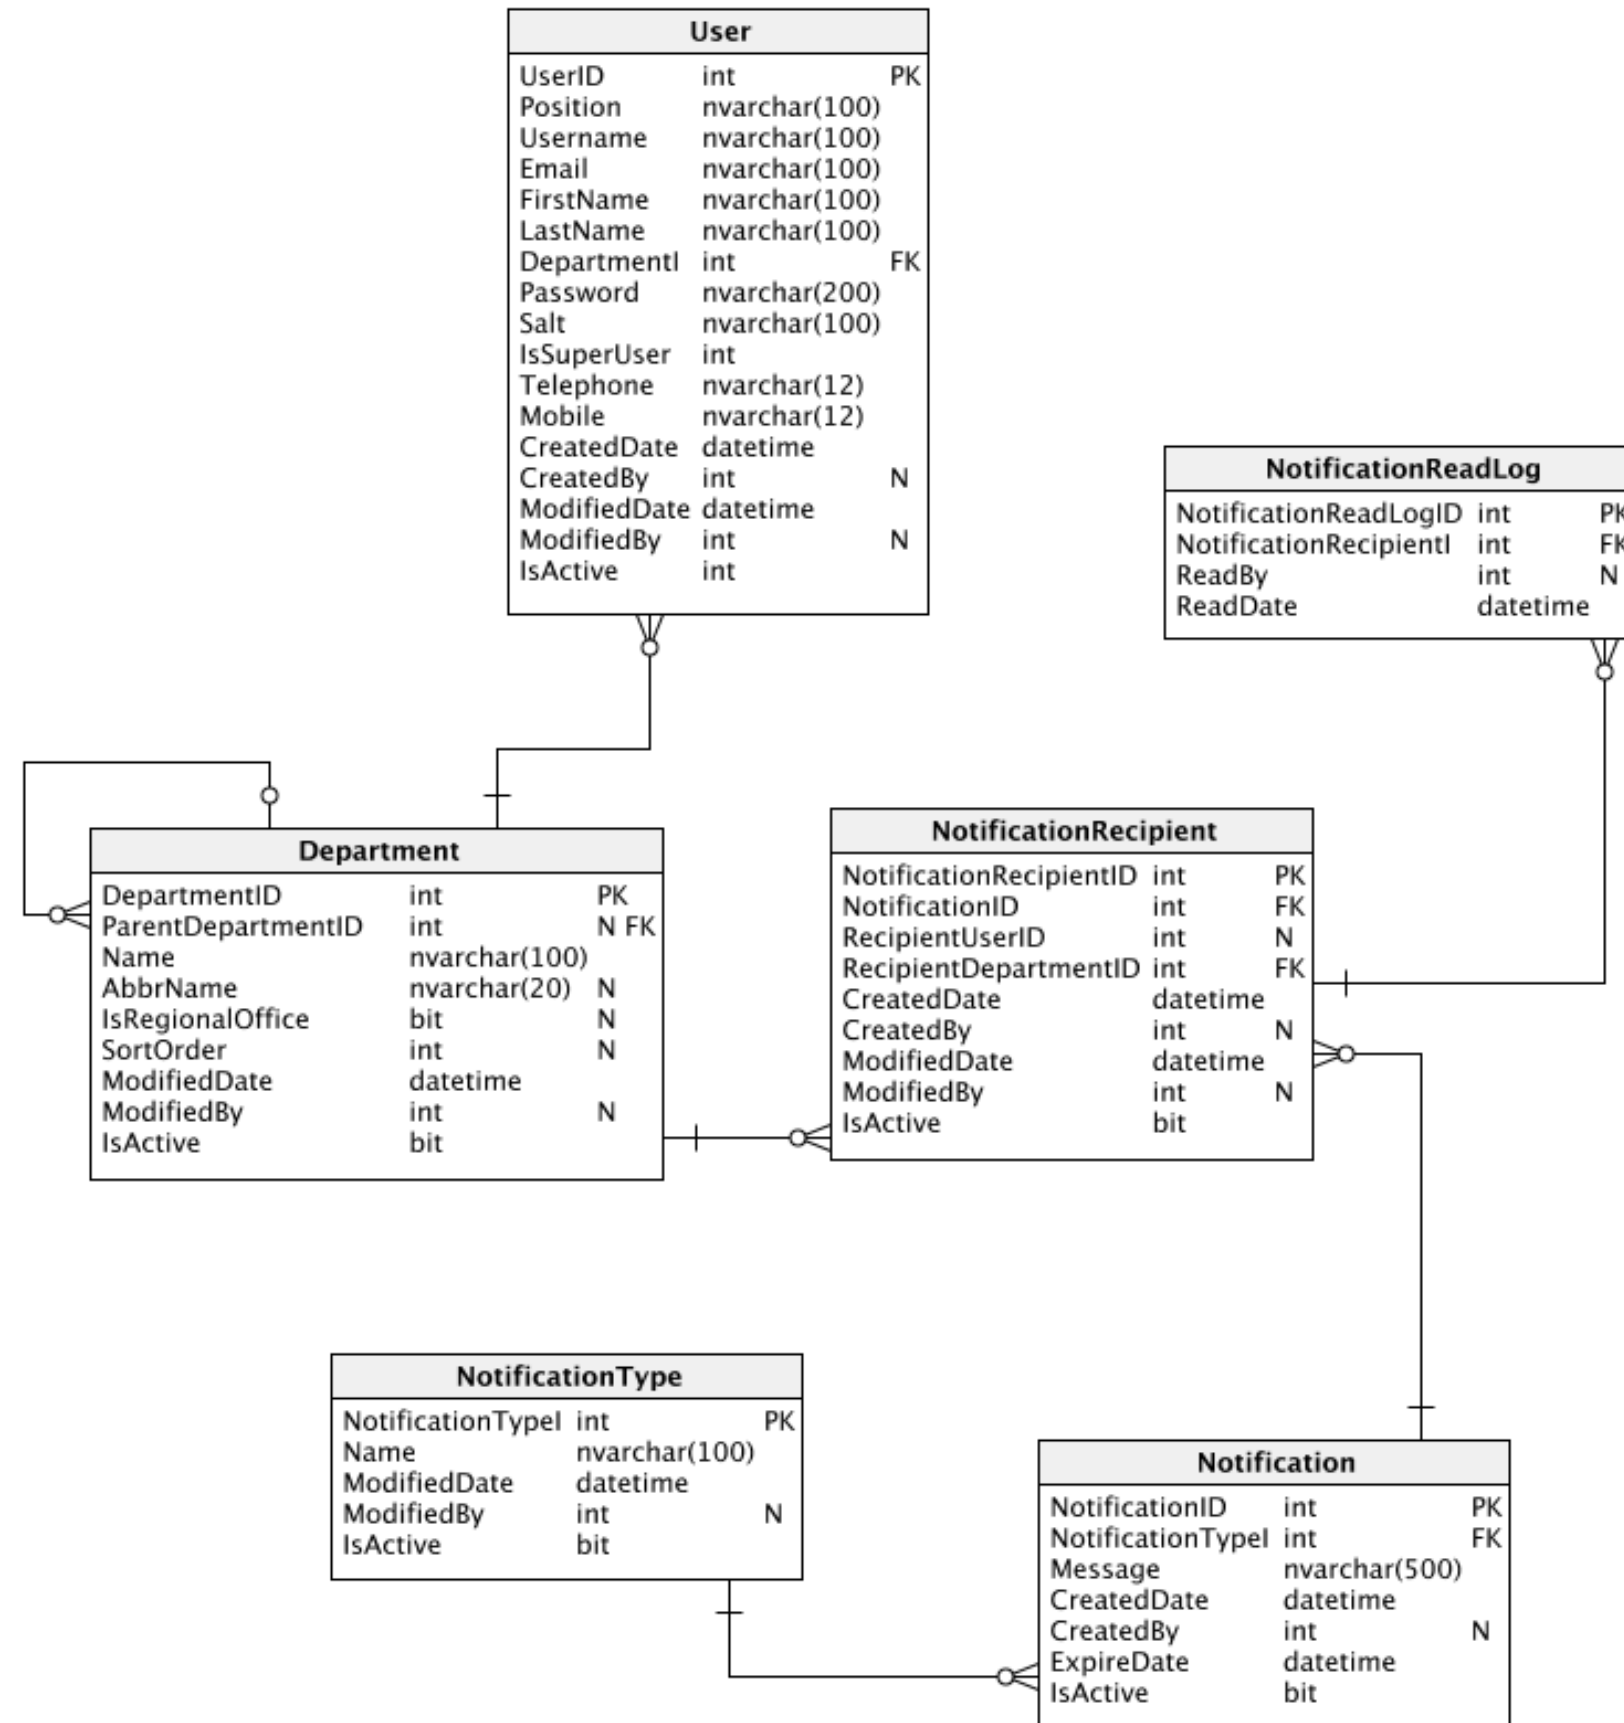 User
UserID int PK
Position nvarchar(100)
Username nvarchar(100)
Email nvarchar(100)
FirstName nvarchar(100)
LastName nvarchar(100)
DepartmentI int FK
Password nvarchar(200)
Salt nvarchar(100)
IsSuperUser int
Telephone nvarchar(12)
Mobile nvarchar(12)
CreatedDate datetime
CreatedBy int N
ModifiedDate datetime
ModifiedBy int N
IsActive int
NotificationReadLog
NotificationReadLogID int PK
NotificationRecipientI int FK
ReadBy int N
ReadDate datetime
Department
DepartmentID int PK
ParentDepartmentID int N FK
Name nvarchar(100)
AbbrName nvarchar(20) N
IsRegionalOffice bit N
SortOrder int N
ModifiedDate datetime
ModifiedBy int N
IsActive bit
NotificationRecipient
NotificationRecipientID int PK
NotificationID int FK
RecipientUserID int N
RecipientDepartmentID int FK
CreatedDate datetime
CreatedBy int N
ModifiedDate datetime
ModifiedBy int N
IsActive bit
NotificationType
NotificationTypeI int PK
Name nvarchar(100)
ModifiedDate datetime
ModifiedBy int N
IsActive bit
Notification
NotificationID int PK
NotificationTypeI int FK
Message nvarchar(500)
CreatedDate datetime
CreatedBy int N
ExpireDate datetime
IsActive bit